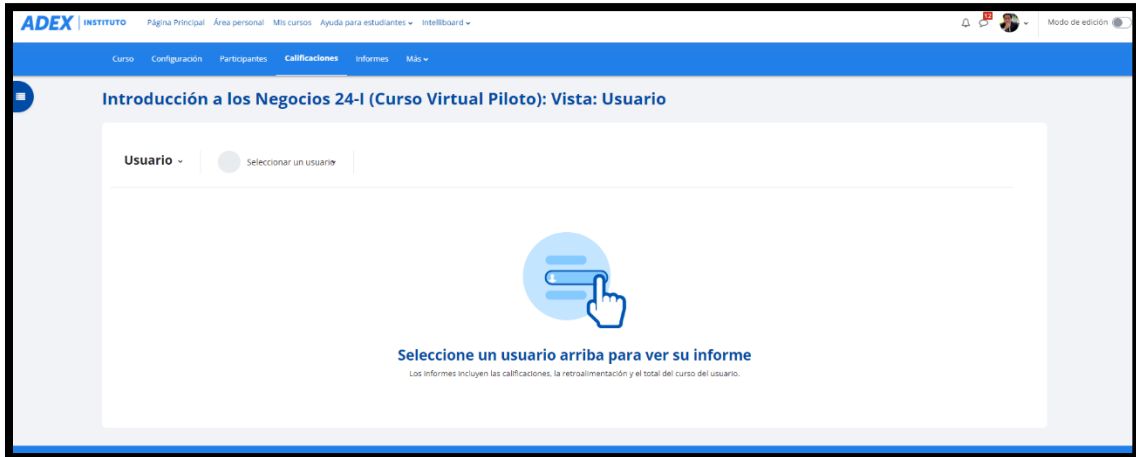 ADEX INSTITUTO Página Principal Área personal Mis cursos Ayuda para estudiantes Intelliboard 12 Modo de edición
Curso Configuración Participantes Calificaciones Informes Más
Introducción a los Negocios 24-I (Curso Virtual Piloto): Vista: Usuario
Usuario Seleccionar un usuario
Seleccione un usuario arriba para ver su informe
Los informes incluyen las calificaciones, la retroalimentación y el total del curso del usuario.